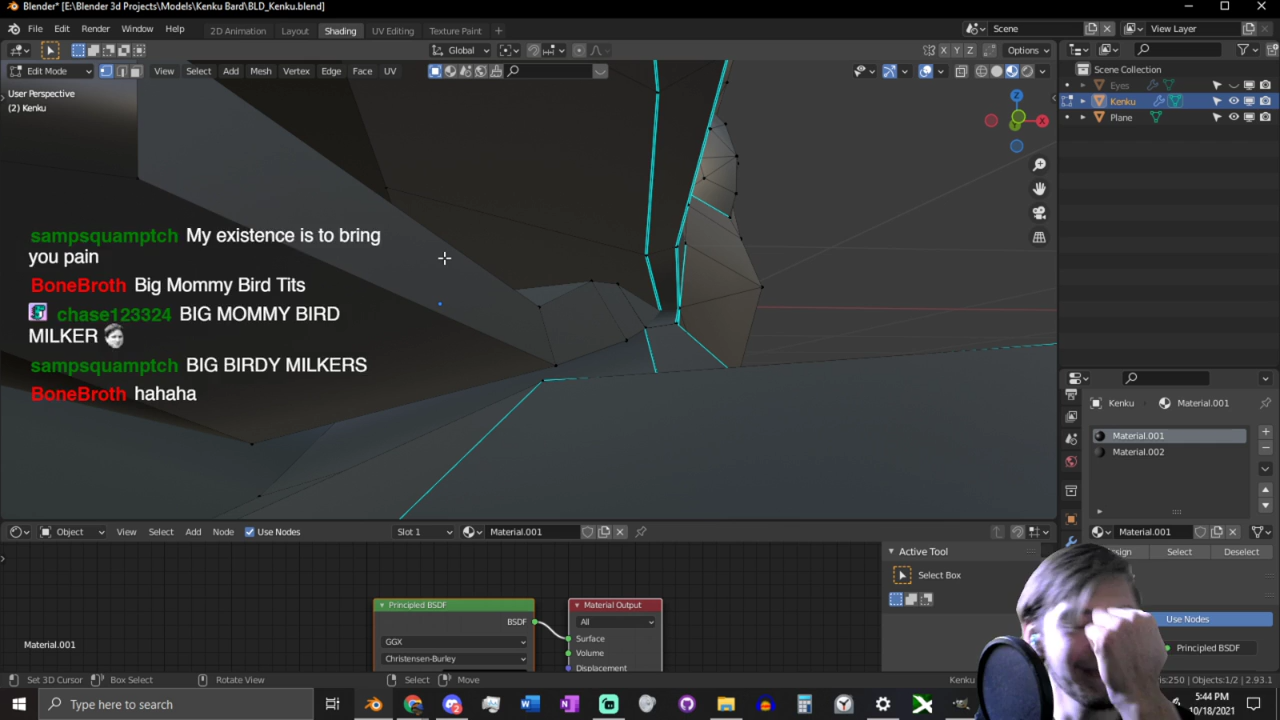 Blender* [E:\Blender 3d Projects\Models\Kenku Bard\BLD_Kenku.blend]
File Edit Render Window Help 2D Animation Layout Shading UV Editing Texture Paint + Scene View Layer
Global Options
Edit Mode View Select Add Mesh Vertex Edge Face UV
X Y Z
User Perspective
(2) Kenku
Scene Collection
Eyes
Kenku
Plane
Z
X
Y
sampsquamptch My existence is to bring
you pain
BoneBroth Big Mommy Bird Tits
chase123324 BIG MOMMY BIRD
MILKER
sampsquamptch BIG BIRDY MILKERS
BoneBroth hahaha
Kenku Material.001
Material.001
Material.002
Material.001
Select Deselect
Use Nodes
Principled BSDF
Object View Select Add Node Use Nodes Slot 1 Material.001
Active Tool
Select Box
Principled BSDF
BSDF
GGX
Christensen-Burley
Material Output
All
Surface
Volume
Displacement
Material.001
Set 3D Cursor Box Select Rotate View Select Move
Kenku
Objects:1/2 | 2.93.1
Type here to search
5:44 PM
10/18/2021